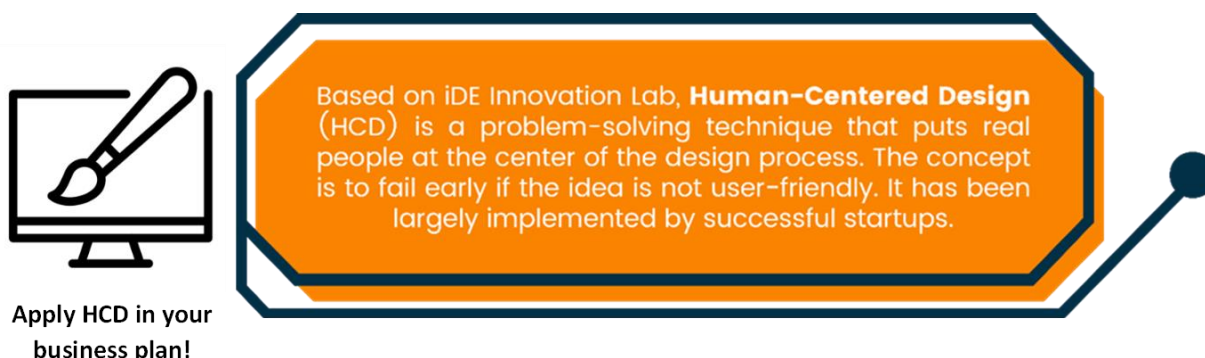 Based on iDE Innovation Lab, Human-Centered Design
(HCD) is a problem-solving technique that puts real
people at the center of the design process. The concept
is to fail early if the idea is not user-friendly. It has been
largely implemented by successful startups.
Apply HCD in your
business plan!